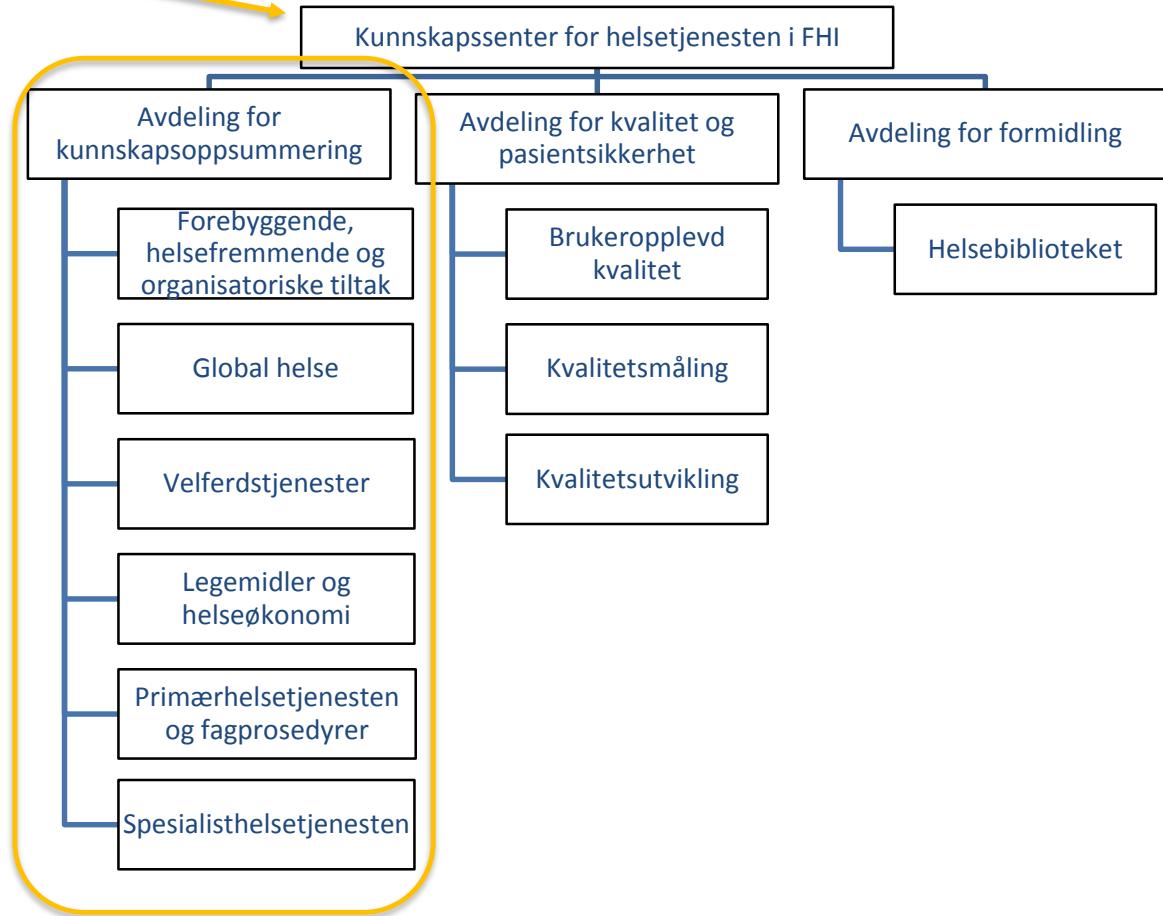 Kunnskapssenter for helsetjenesten i FHI
Avdeling for
kunnskapsoppsummering
Forebyggende,
helsefremmende og
organisatoriske tiltak
Global helse
Velferdstjenester
Legemidler og
helseøkonomi
Primærhelsetjenesten
og fagprosedyrer
Spesialisthelsetjenesten
Avdeling for kvalitet og
pasientsikkerhet
Brukeropplevd
kvalitet
Kvalitetsmåling
Kvalitetsutvikling
Avdeling for formidling
Helsebiblioteket